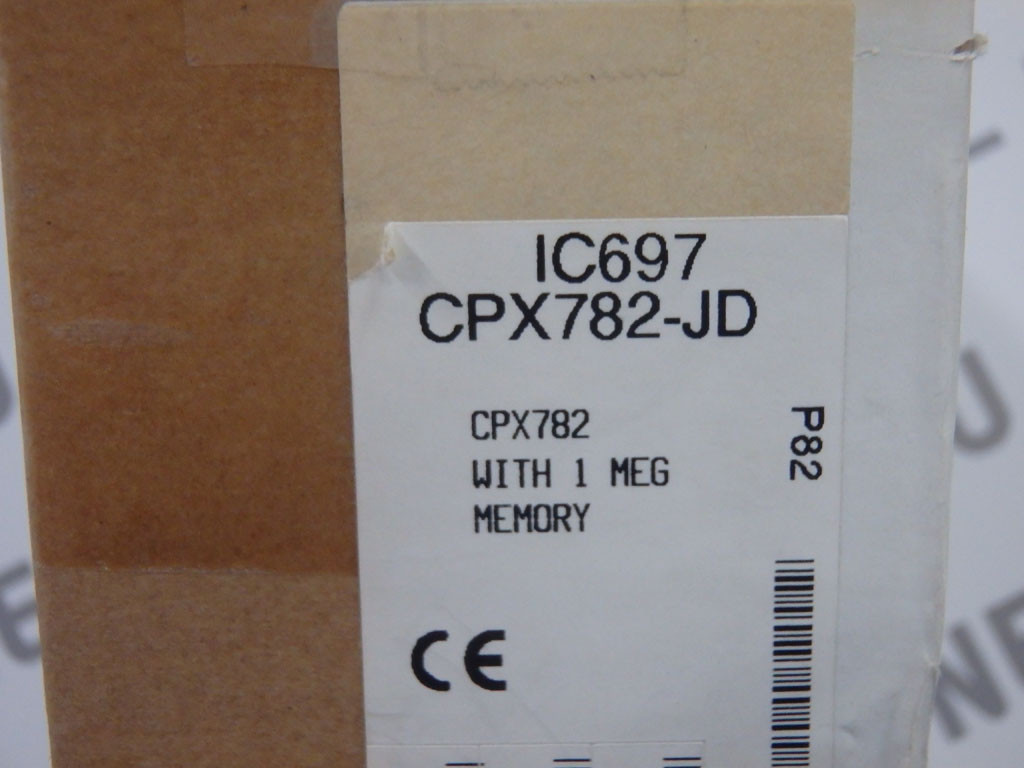 IC697
CPX782-JD
CPX782
WITH 1 MEG
MEMORY
P82
CE